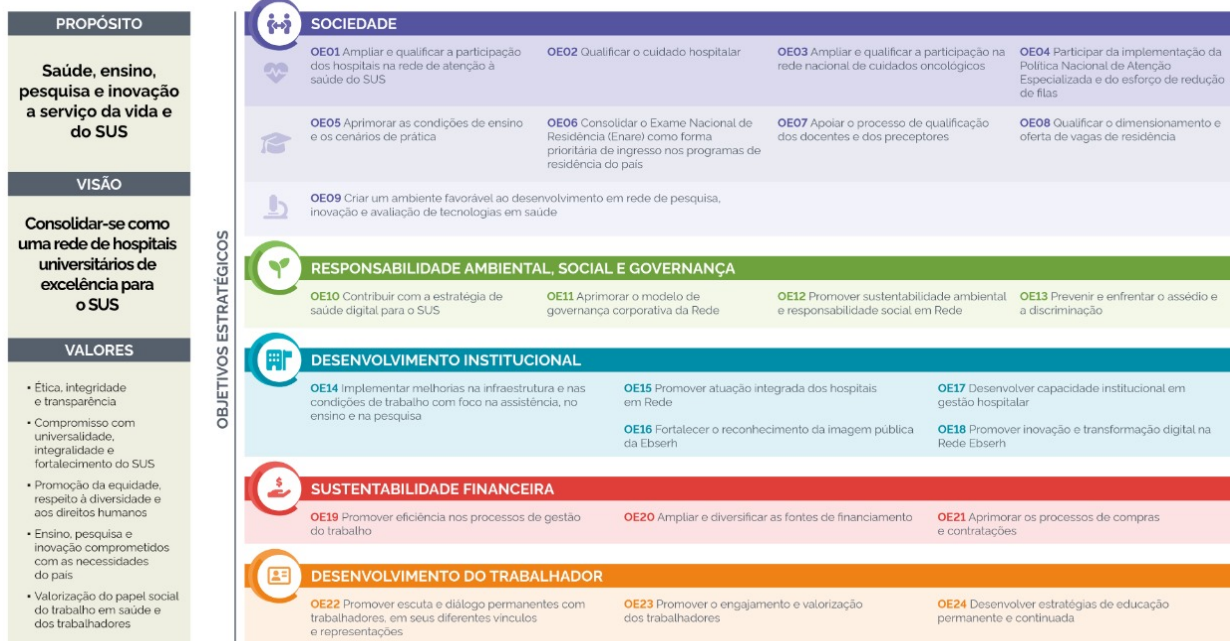 PROPÓSITO
Saúde, ensino,
pesquisa e inovação
a serviço da vida e
do SUS
VISÃO
Consolidar-se como
uma rede de hospitais
universitários de
excelência para
o SUS
VALORES
▪ Ética, integridade
e transparência
▪ Compromisso com
universalidade,
integralidade e
fortalecimento do SUS
▪ Promoção da equidade,
respeito à diversidade e
aos direitos humanos
▪ Ensino, pesquisa e
inovação comprometidos
com as necessidades
do país
▪ Valorização do papel social
do trabalho em saúde e
dos trabalhadores
OBJETIVOS ESTRATÉGICOS
SOCIEDADE
OE01 Ampliar e qualificar a participação
dos hospitais na rede de atenção à
saúde do SUS
OE02 Qualificar o cuidado hospitalar
OE03 Ampliar e qualificar a participação na
rede nacional de cuidados oncológicos
OE04 Participar da implementação da
Política Nacional de Atenção
Especializada e do esforço de redução
de filas
OE05 Aprimorar as condições de ensino
e os cenários de prática
OE06 Consolidar o Exame Nacional de
Residência (Enare) como forma
prioritária de ingresso nos programas de
residência do país
OE07 Apoiar o processo de qualificação
dos docentes e dos preceptores
OE08 Qualificar o dimensionamento e
oferta de vagas de residência
OE09 Criar um ambiente favorável ao desenvolvimento em rede de pesquisa,
inovação e avaliação de tecnologias em saúde
RESPONSABILIDADE AMBIENTAL, SOCIAL E GOVERNANÇA
OE10 Contribuir com a estratégia de
saúde digital para o SUS
OE11 Aprimorar o modelo de
governança corporativa da Rede
OE12 Promover sustentabilidade ambiental
e responsabilidade social em Rede
OE13 Prevenir e enfrentar o assédio e
a discriminação
DESENVOLVIMENTO INSTITUCIONAL
OE14 Implementar melhorias na infraestrutura e nas
condições de trabalho com foco na assistência, no
ensino e na pesquisa
OE15 Promover atuação integrada dos hospitais
em Rede
OE16 Fortalecer o reconhecimento da imagem pública
da Ebserh
OE17 Desenvolver capacidade institucional em
gestão hospitalar
OE18 Promover inovação e transformação digital na
Rede Ebserh
$
SUSTENTABILIDADE FINANCEIRA
OE19 Promover eficiência nos processos de gestão
do trabalho
OE20 Ampliar e diversificar as fontes de financiamento
OE21 Aprimorar os processos de compras
e contratações
DESENVOLVIMENTO DO TRABALHADOR
OE22 Promover escuta e diálogo permanentes com
trabalhadores, em seus diferentes vínculos
e representações
OE23 Promover o engajamento e valorização
dos trabalhadores
OE24 Desenvolver estratégias de educação
permanente e continuada